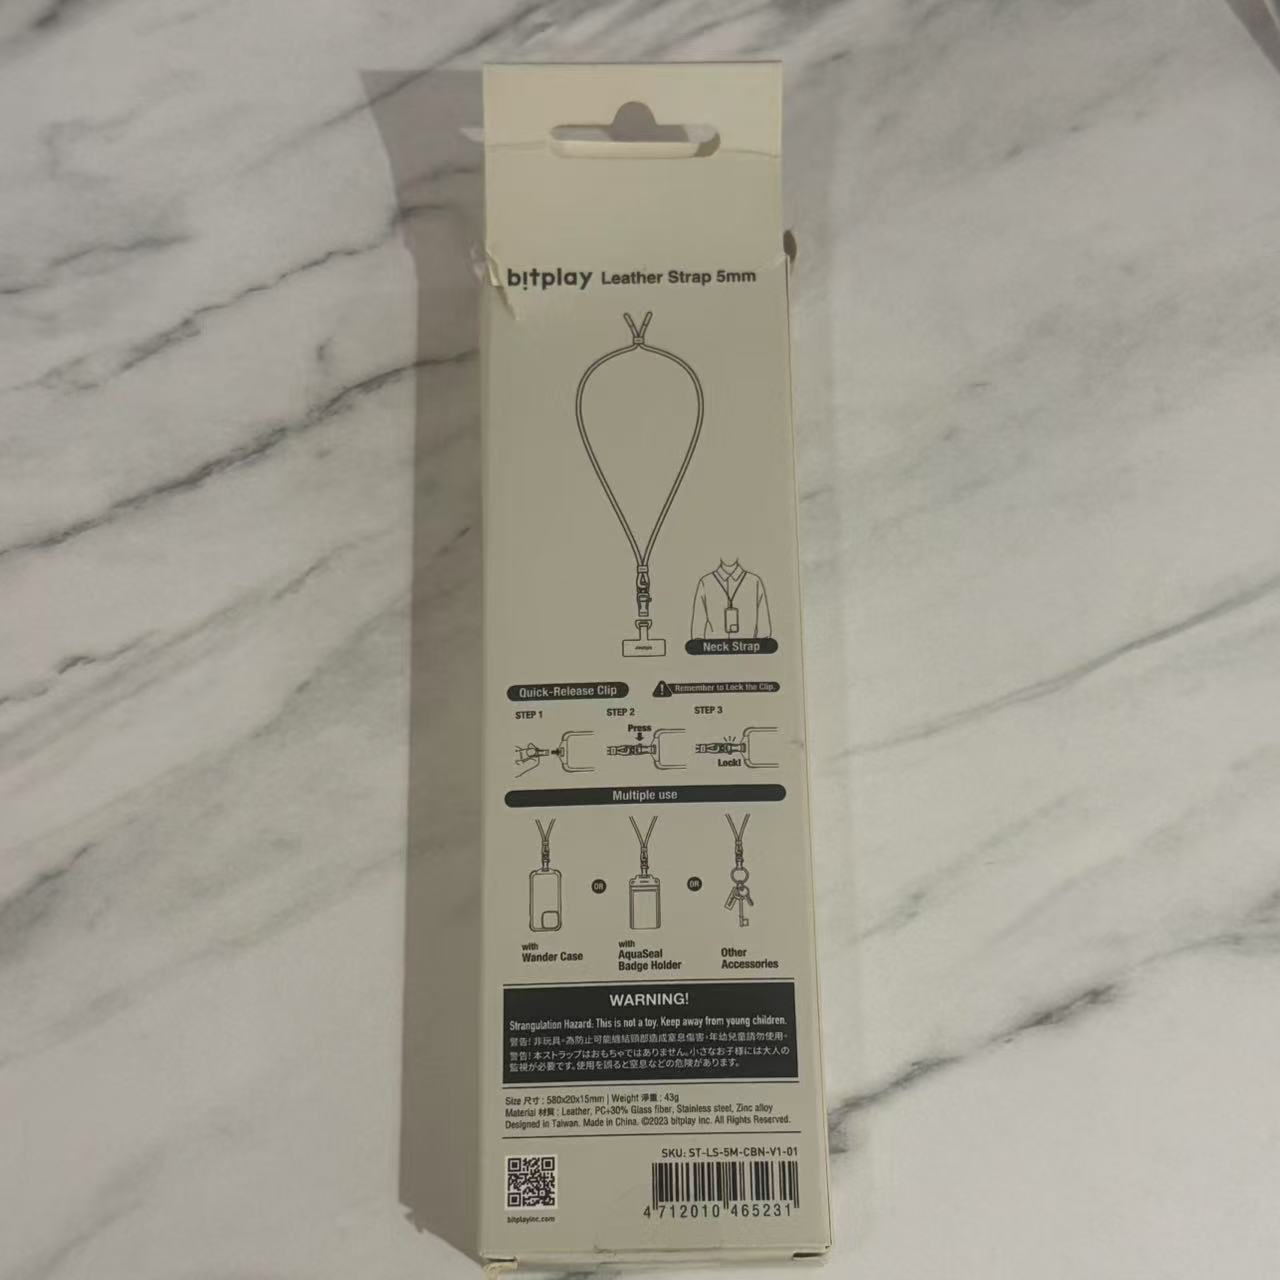 bitplay Leather Strap 5mm
Neck Strap
Quick-Release Clip
Remember to Lock the Clip.
STEP 1
STEP 2
STEP 3
Press
Lock!
Multiple use
OR
OR
with
Wander Case
with
AquaSeal
Badge Holder
Other
Accessories
WARNING!
Strangulation Hazard: This is not a toy. Keep away from young children.
警告! 非玩具,為防止可能纏結頸部造成窒息傷害,年幼兒童請勿使用。
警告! 本ストラップはおもちゃではありません。小さなお子様には大人の
監視が必要です。使用を誤ると窒息などの危険があります。
Size 尺寸 : 580x20x15mm | Weight 淨重 : 43g
Material 材質 : Leather, PC+30% Glass fiber, Stainless steel, Zinc alloy
Designed in Taiwan. Made in China. ©2023 bitplay Inc. All Rights Reserved.
SKU: ST-LS-5M-CBN-V1-01
4 712010 465231
bitplayinc.com